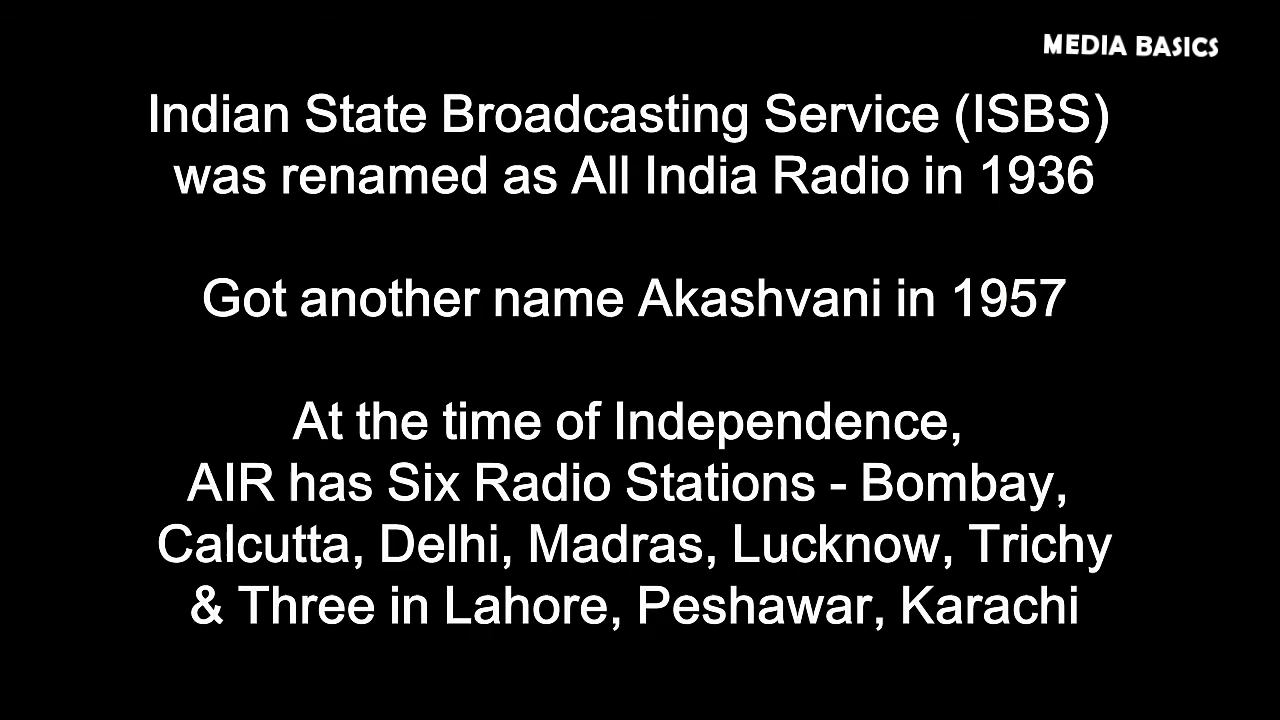 MEDIA BASICS
Indian State Broadcasting Service (ISBS)
was renamed as All India Radio in 1936
Got another name Akashvani in 1957
At the time of Independence,
AIR has Six Radio Stations - Bombay,
Calcutta, Delhi, Madras, Lucknow, Trichy
& Three in Lahore, Peshawar, Karachi